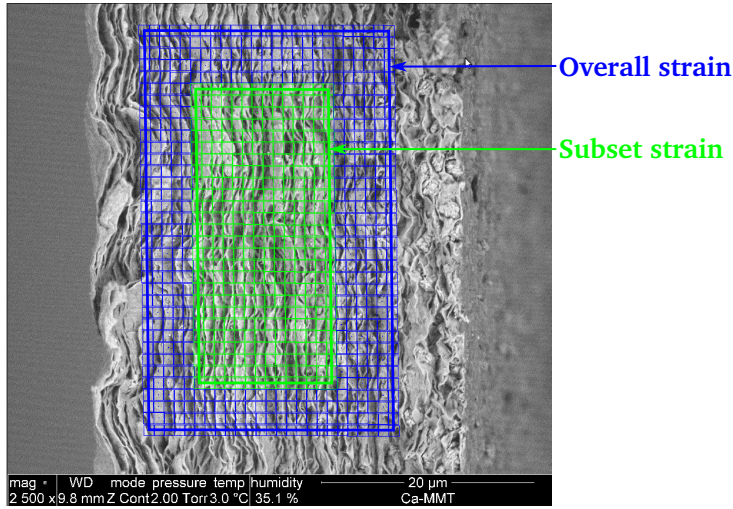 Overall strain
Subset strain
mag WD mode pressure temp humidity 20 µm
2 500 x 9.8 mm Z Cont 2.00 Torr 3.0 °C 35.1 % Ca-MMT